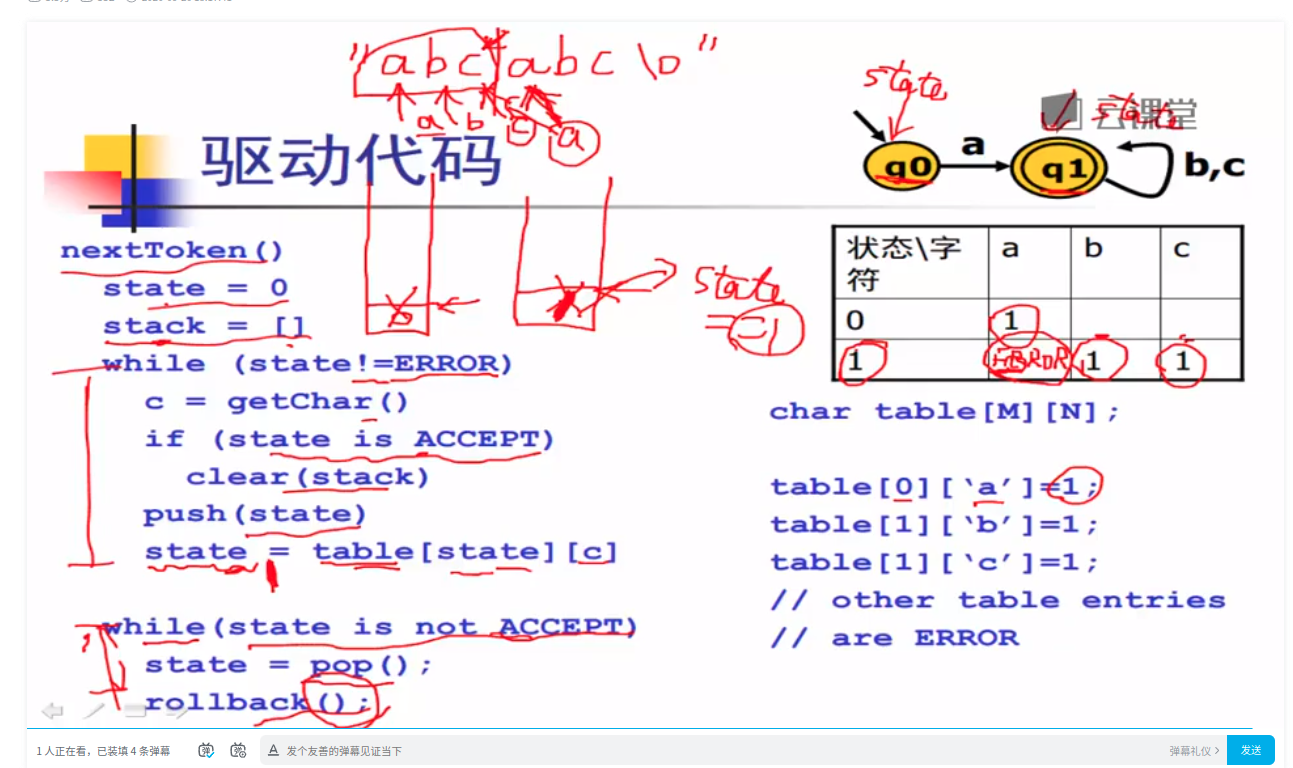 "abcabc\0"
a b c a
state
state
云课堂
驱动代码
q0 a q1 b,c
nextToken()
state = 0
stack = []
while (state!=ERROR)
c = getChar()
if (state is ACCEPT)
clear(stack)
push(state)
state = table[state][c]
while(state is not ACCEPT)
state = pop();
rollback();
state
=1
状态\字符 a b c
0 1
1 ERROR 1 1
char table[M][N];
table[0][‘a’]=1;
table[1][‘b’]=1;
table[1][‘c’]=1;
// other table entries
// are ERROR
1 人正在看，已装填 4 条弹幕
弹
A 发个友善的弹幕见证当下
弹幕礼仪 >
发送